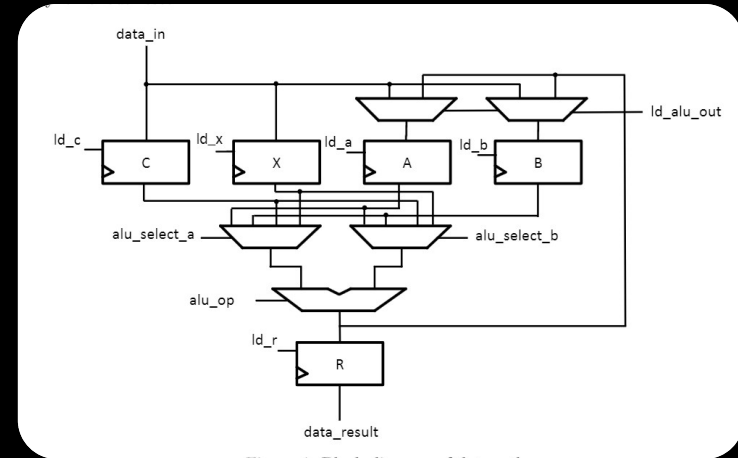 data_in
ld_alu_out
ld_c
ld_x
ld_a
ld_b
C
X
A
B
alu_select_a
alu_select_b
alu_op
ld_r
R
data_result